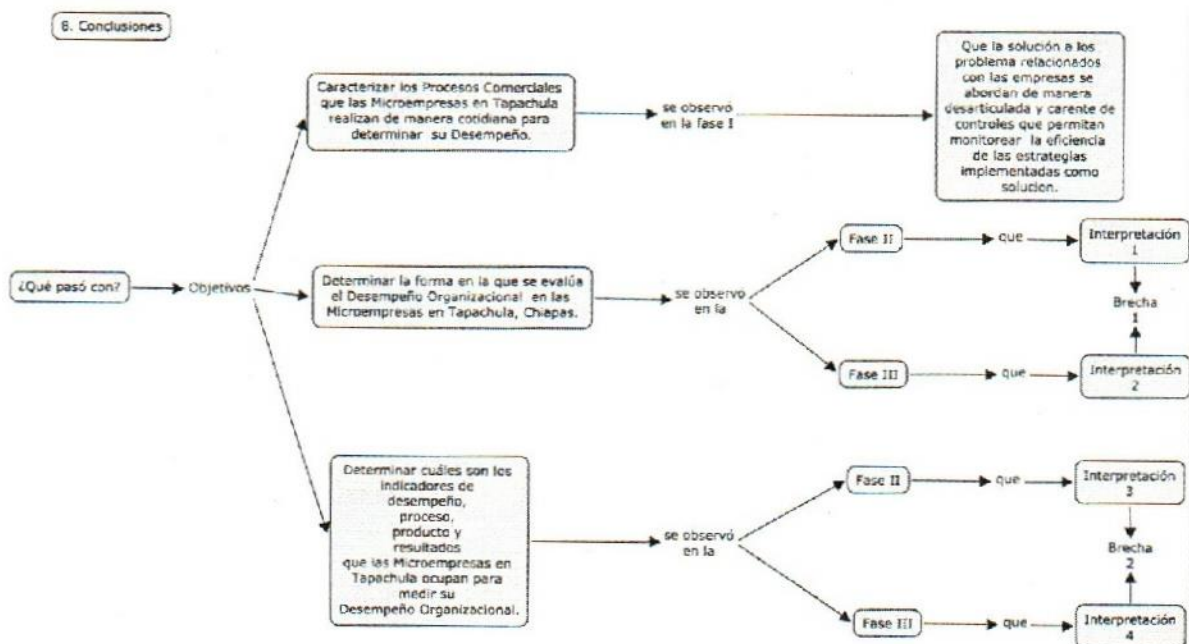 8. Conclusiones
Caracterizar los Procesos Comerciales
que las Microempresas en Tapachula
realizan de manera cotidiana para
determinar su Desempeño.
se observó
en la fase I
Que la solución a los
problema relacionados
con las empresas se
abordan de manera
desarticulada y carente de
controles que permitan
monitorear la eficiencia
de las estrategias
implementadas como
solucion.
¿Qué pasó con?
Objetivos
Determinar la forma en la que se evalúa
el Desempeño Organizacional en las
Microempresas en Tapachula, Chiapas.
se observó
en la
Fase II
que
Interpretación
1
Brecha
1
Fase III
que
Interpretación
2
Determinar cuáles son los
indicadores de
desempeño,
proceso,
producto y
resultados
que las Microempresas en
Tapachula ocupan para
medir su
Desempeño Organizacional.
se observó
en la
Fase II
que
Interpretación
3
Brecha
2
Fase III
que
Interpretación
4